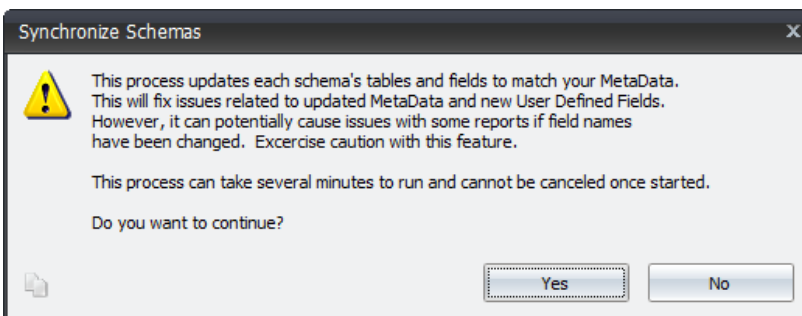 Synchronize Schemas
x
This process updates each schema's tables and fields to match your MetaData.
This will fix issues related to updated MetaData and new User Defined Fields.
However, it can potentially cause issues with some reports if field names
have been changed.  Excercise caution with this feature.
This process can take several minutes to run and cannot be canceled once started.
Do you want to continue?
Yes
No